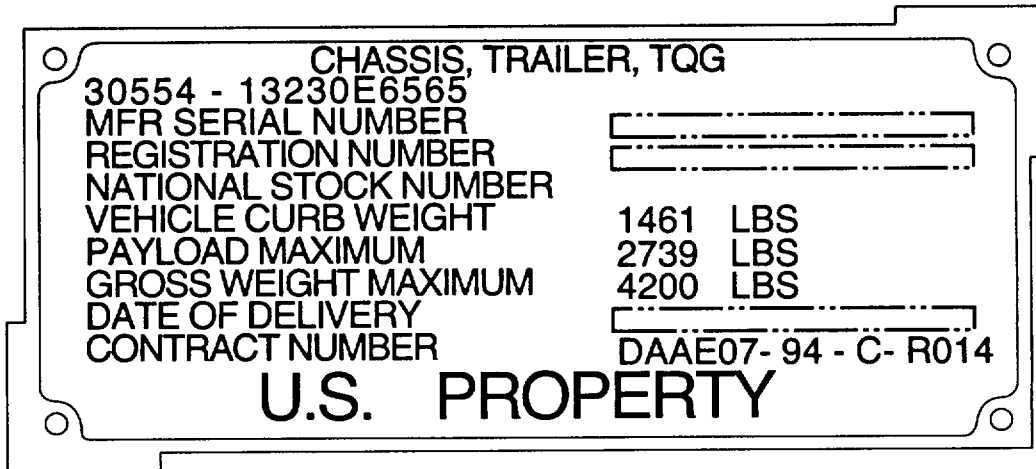 CHASSIS, TRAILER, TQG
30554 - 13230E6565
MFR SERIAL NUMBER
REGISTRATION NUMBER
NATIONAL STOCK NUMBER
VEHICLE CURB WEIGHT 1461 LBS
PAYLOAD MAXIMUM 2739 LBS
GROSS WEIGHT MAXIMUM 4200 LBS
DATE OF DELIVERY
CONTRACT NUMBER DAAE07- 94 - C- R014
U.S. PROPERTY